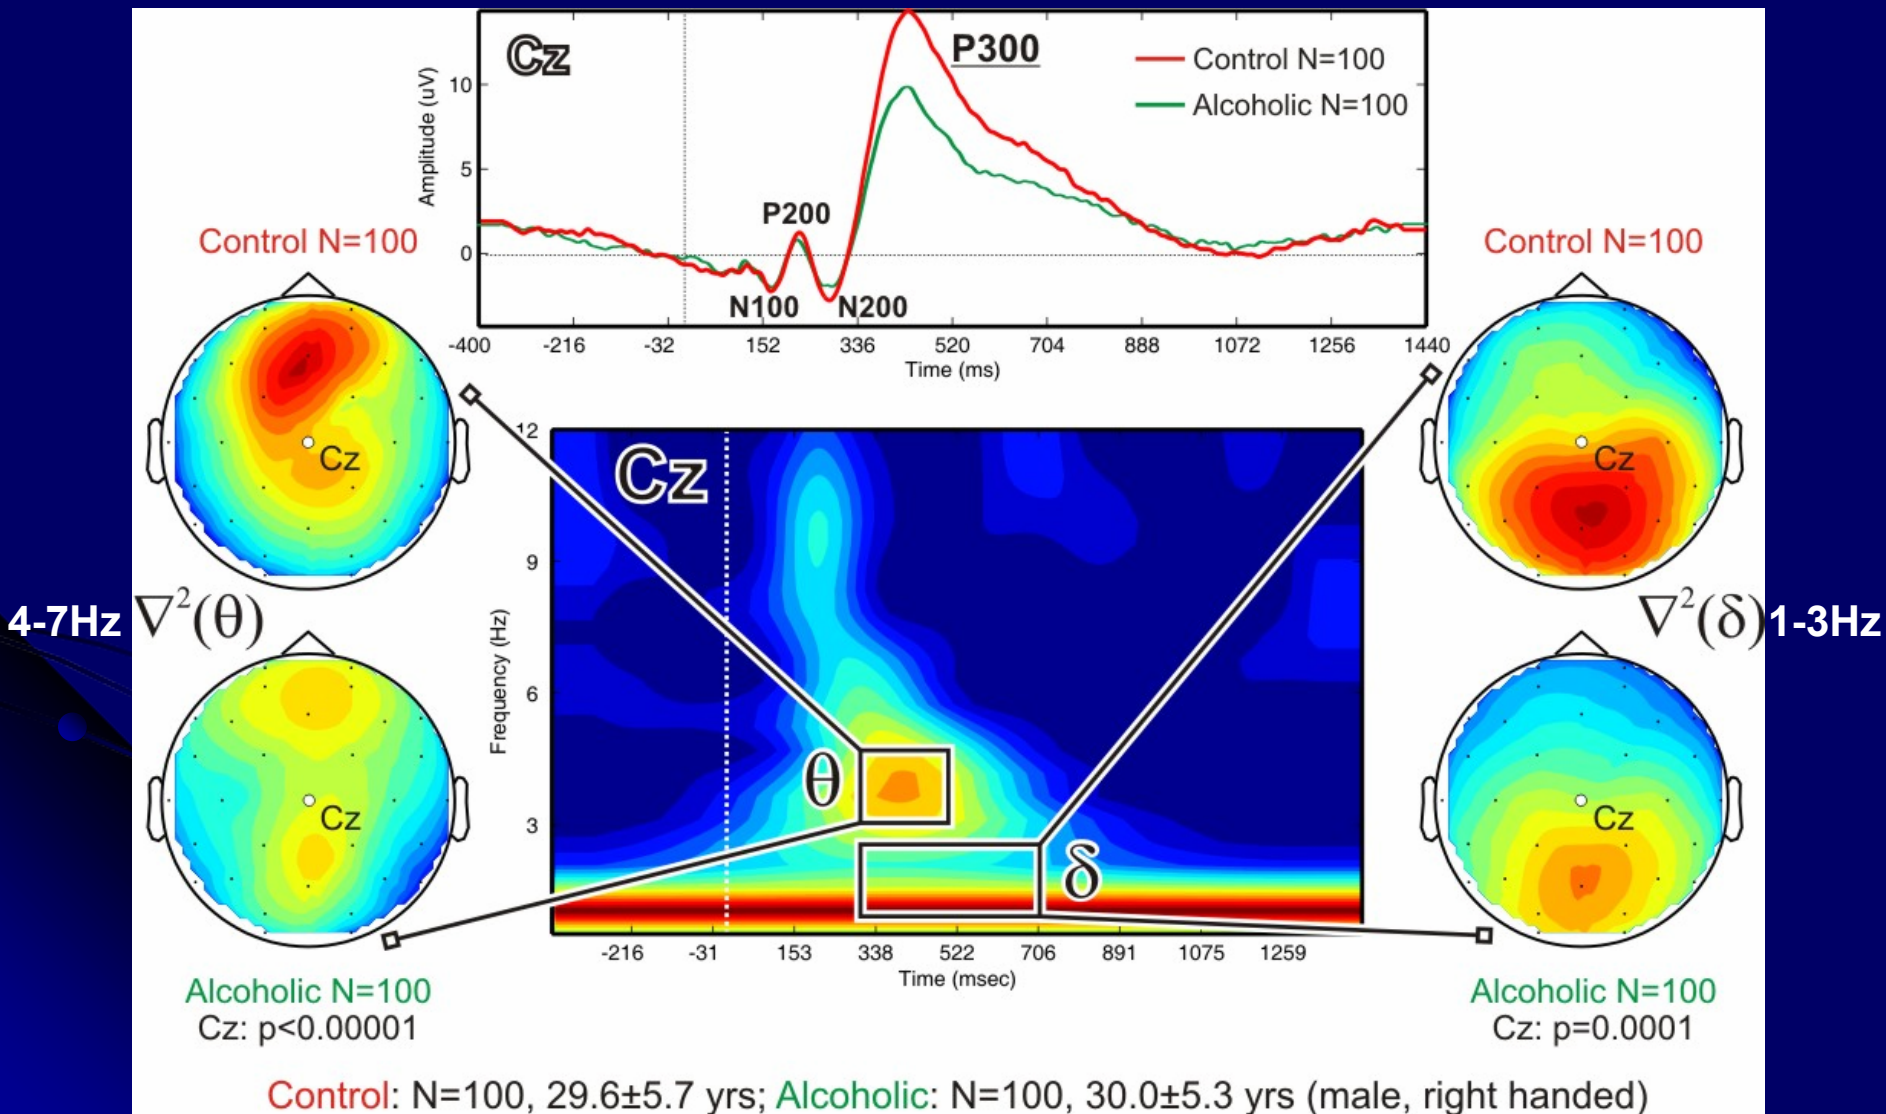 Cz
P300
Control N=100
Alcoholic N=100
Amplitude (uV)
10
5
0
P200
N100
N200
-400 -216 -32 152 336 520 704 888 1072 1256 1440
Time (ms)
Control N=100
Cz
4-7Hz ∇²(θ)
Cz
Alcoholic N=100
Cz: p<0.00001
Cz
Frequency (Hz)
12
9
6
3
θ
δ
-216 -31 153 338 522 706 891 1075 1259
Time (msec)
Control N=100
Cz
∇²(δ) 1-3Hz
Cz
Alcoholic N=100
Cz: p=0.0001
Control: N=100, 29.6±5.7 yrs; Alcoholic: N=100, 30.0±5.3 yrs (male, right handed)